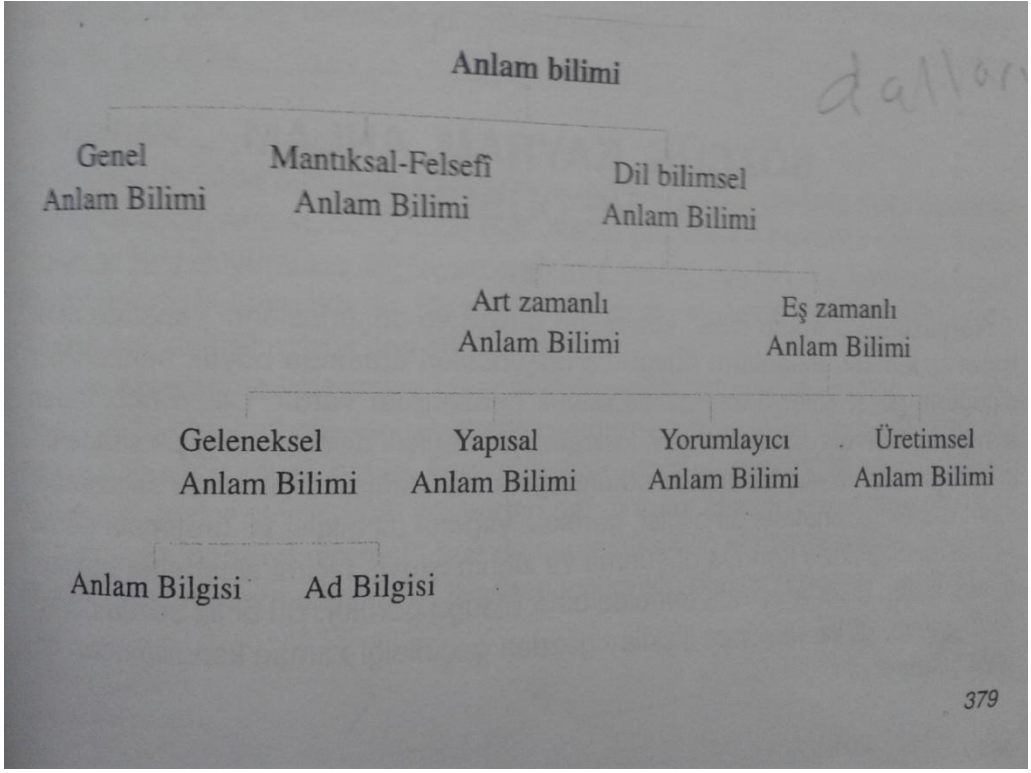 Anlam bilimi
dalları
Genel
Anlam Bilimi
Mantıksal-Felsefî
Anlam Bilimi
Dil bilimsel
Anlam Bilimi
Art zamanlı
Anlam Bilimi
Eş zamanlı
Anlam Bilimi
Geleneksel
Anlam Bilimi
Yapısal
Anlam Bilimi
Yorumlayıcı
Anlam Bilimi
Üretimsel
Anlam Bilimi
Anlam Bilgisi
Ad Bilgisi
379